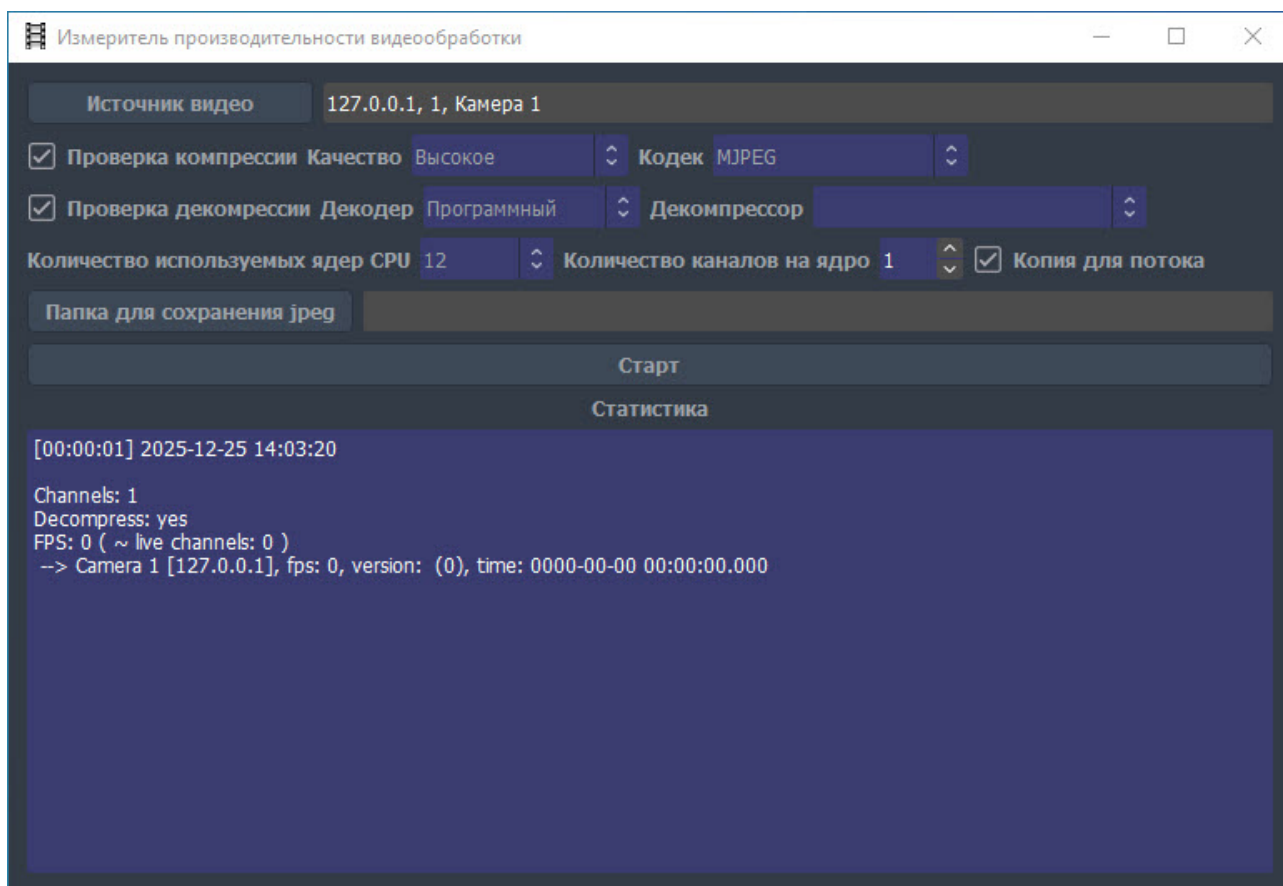 Измеритель производительности видеообработки
Источник видео 127.0.0.1, 1, Камера 1
Проверка компрессии Качество Высокое Кодек MJPEG
Проверка декомрессии Декодер Программный Декомпрессор
Количество используемых ядер CPU 12 Количество каналов на ядро 1 Копия для потока
Папка для сохранения jpeg
Старт
Статистика
[00:00:01] 2025-12-25 14:03:20
Channels: 1
Decompress: yes
FPS: 0 ( ~ live channels: 0 )
--> Camera 1 [127.0.0.1], fps: 0, version:  (0), time: 0000-00-00 00:00:00.000